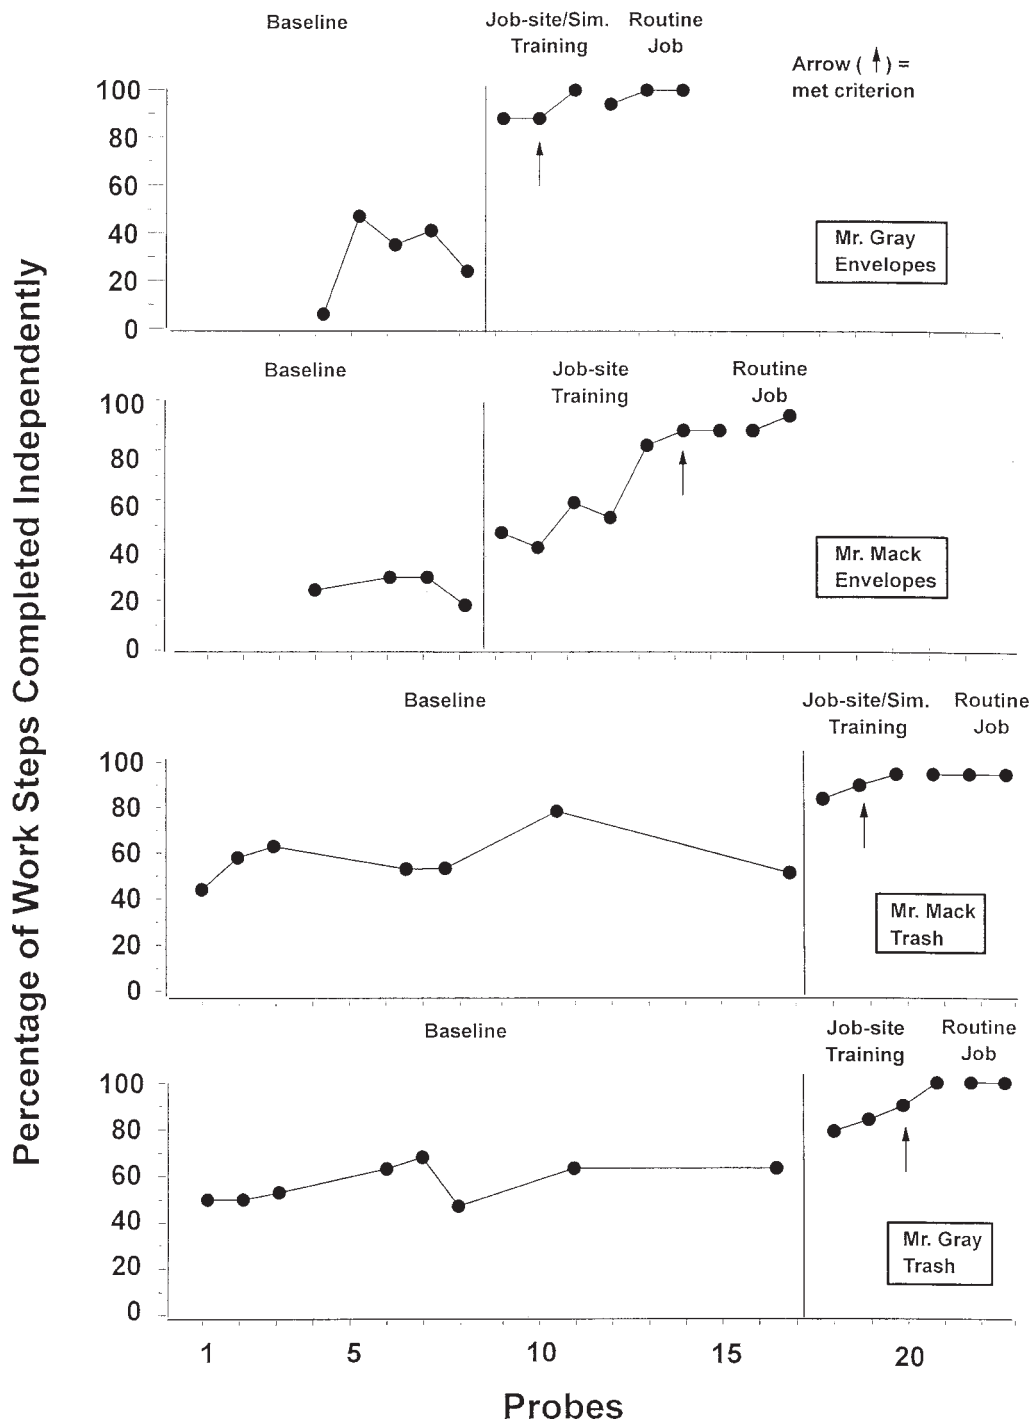 Baseline
Job-site/Sim.
Training
Routine
Job
Arrow ( ↑ ) =
met criterion
100
80
60
40
20
0
Mr. Gray
Envelopes
Baseline
Job-site
Training
Routine
Job
100
80
60
40
20
0
Mr. Mack
Envelopes
Percentage of Work Steps Completed Independently
Baseline
Job-site/Sim.
Training
Routine
Job
100
80
60
40
20
0
Mr. Mack
Trash
Baseline
Job-site
Training
Routine
Job
100
80
60
40
20
0
Mr. Gray
Trash
1 5 10 15 20
Probes